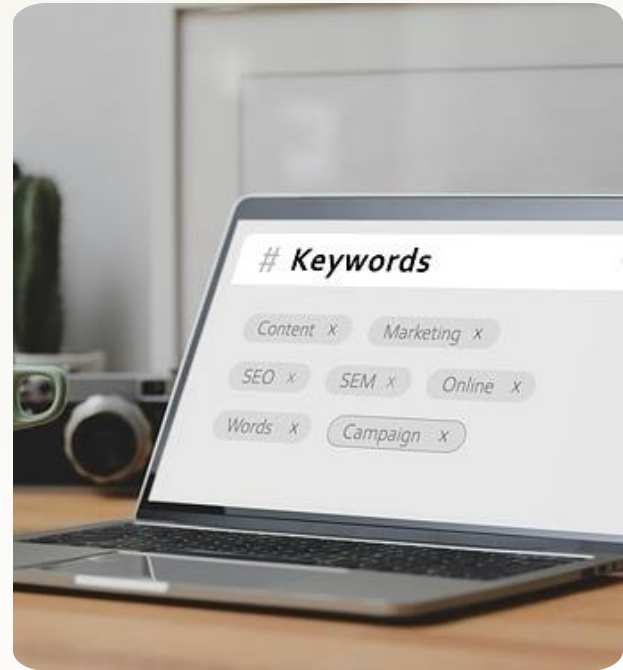 # Keywords
Content x Marketing x
SEO x SEM x Online x
Words x Campaign x